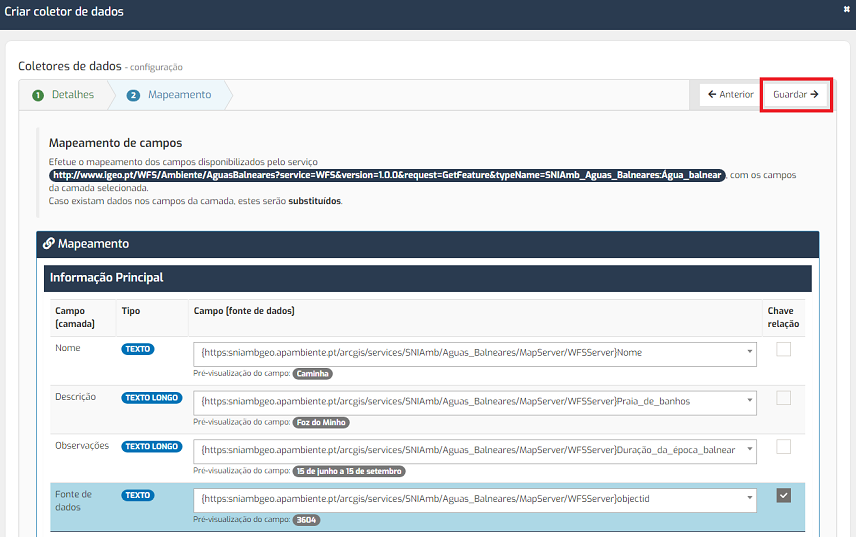 Criar coletor de dados
Coletores de dados - configuração
1 Detalhes
2 Mapeamento
Anterior
Guardar
Mapeamento de campos
Efetue o mapeamento dos campos disponibilizados pelo serviço
http://www.igeo.pt/WFS/Ambiente/AguasBalneares?service=WFS&version=1.0.0&request=GetFeature&typeName=SNIAmb_Aguas_Balneares:Água_balnear , com os campos
da camada selecionada.
Caso existam dados nos campos da camada, estes serão substituídos.
Mapeamento
Informação Principal
Campo [camada]
Tipo
Campo [fonte de dados]
Chave relação
Nome
TEXTO
{https:sniambgeo.apambiente.pt/arcgis/services/SNIAmb/Aguas_Balneares/MapServer/WFSServer}Nome
Pré-visualização do campo: Caminha
Descrição
TEXTO LONGO
{https:sniambgeo.apambiente.pt/arcgis/services/SNIAmb/Aguas_Balneares/MapServer/WFSServer}Praia_de_banhos
Pré-visualização do campo: Foz do Minho
Observações
TEXTO LONGO
{https:sniambgeo.apambiente.pt/arcgis/services/SNIAmb/Aguas_Balneares/MapServer/WFSServer}Duração_da_época_balnear
Pré-visualização do campo: 15 de junho a 15 de setembro
Fonte de dados
TEXTO
{https:sniambgeo.apambiente.pt/arcgis/services/SNIAmb/Aguas_Balneares/MapServer/WFSServer}objectid
Pré-visualização do campo: 3604